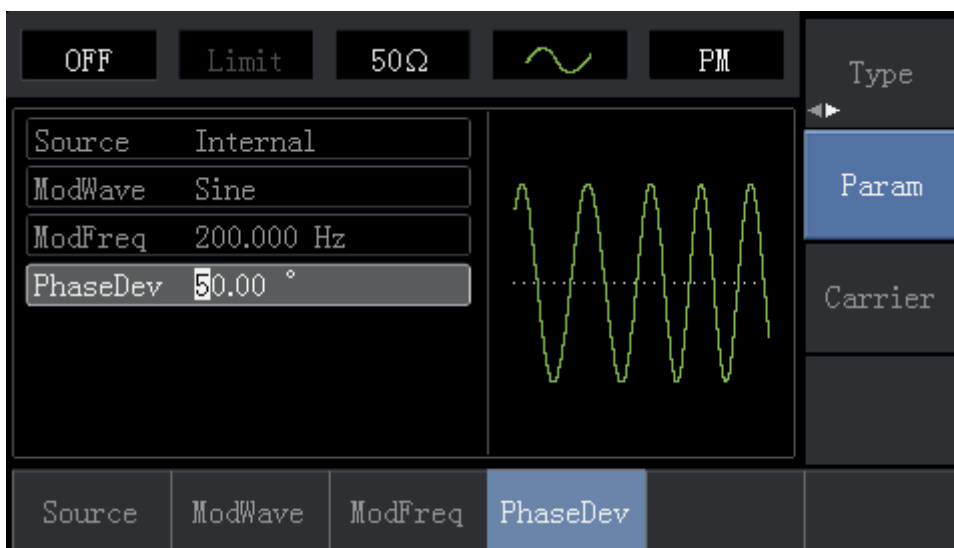 OFF Limit 50Ω PM
Type
Source Internal
ModWave Sine
ModFreq 200.000 Hz
PhaseDev 50.00 °
Param
Carrier
Source ModWave ModFreq PhaseDev